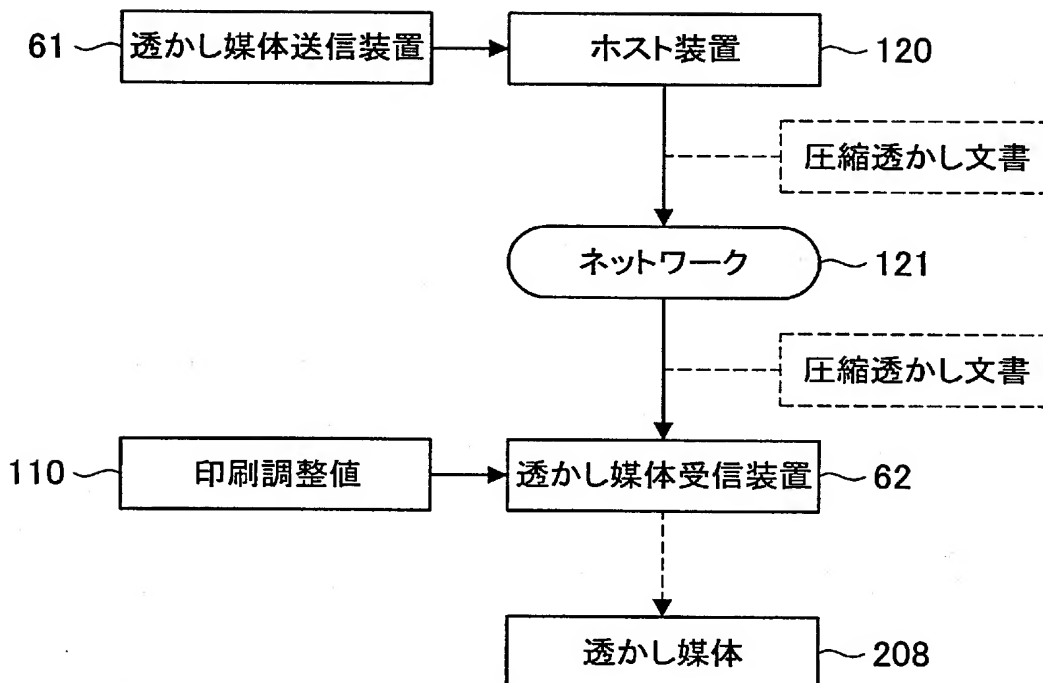 61 透かし媒体送信装置 ホスト装置 120
圧縮透かし文書
ネットワーク 121
圧縮透かし文書
110 印刷調整値 透かし媒体受信装置 62
透かし媒体 208